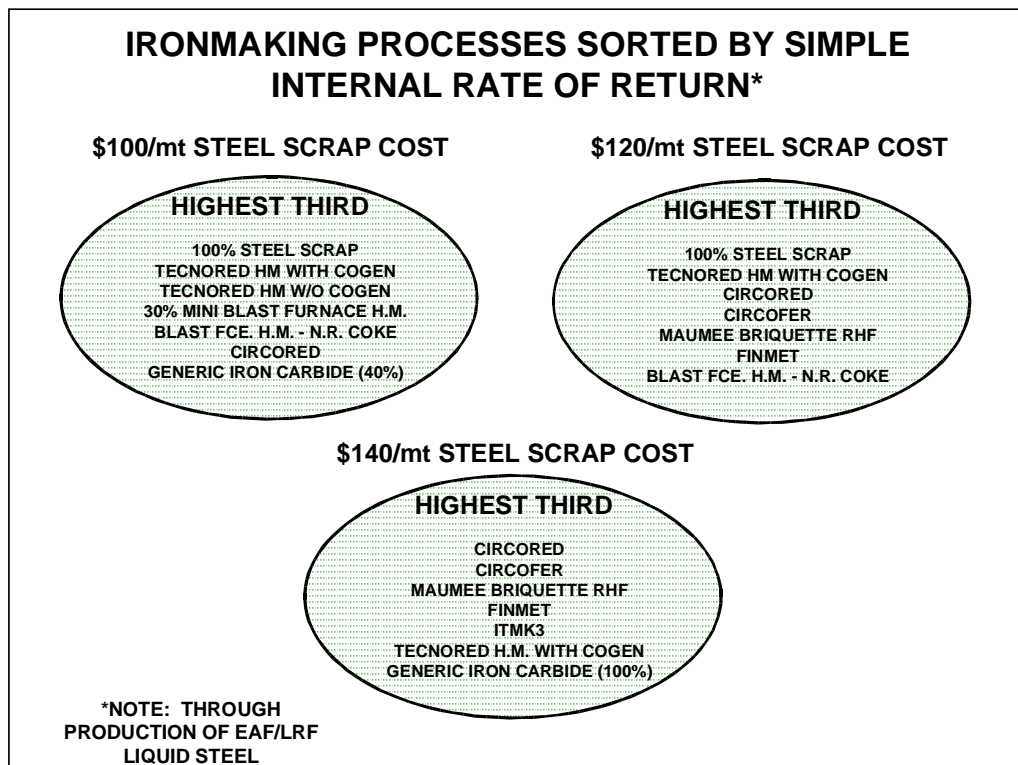 IRONMAKING PROCESSES SORTED BY SIMPLE
INTERNAL RATE OF RETURN*
$100/mt STEEL SCRAP COST
HIGHEST THIRD
100% STEEL SCRAP
TECNORED HM WITH COGEN
TECNORED HM W/O COGEN
30% MINI BLAST FURNACE H.M.
BLAST FCE. H.M. - N.R. COKE
CIRCORED
GENERIC IRON CARBIDE (40%)
$120/mt STEEL SCRAP COST
HIGHEST THIRD
100% STEEL SCRAP
TECNORED HM WITH COGEN
CIRCORED
CIRCOFER
MAUMEE BRIQUETTE RHF
FINMET
BLAST FCE. H.M. - N.R. COKE
$140/mt STEEL SCRAP COST
HIGHEST THIRD
CIRCORED
CIRCOFER
MAUMEE BRIQUETTE RHF
FINMET
ITMK3
TECNORED H.M. WITH COGEN
GENERIC IRON CARBIDE (100%)
*NOTE: THROUGH
PRODUCTION OF EAF/LRF
LIQUID STEEL